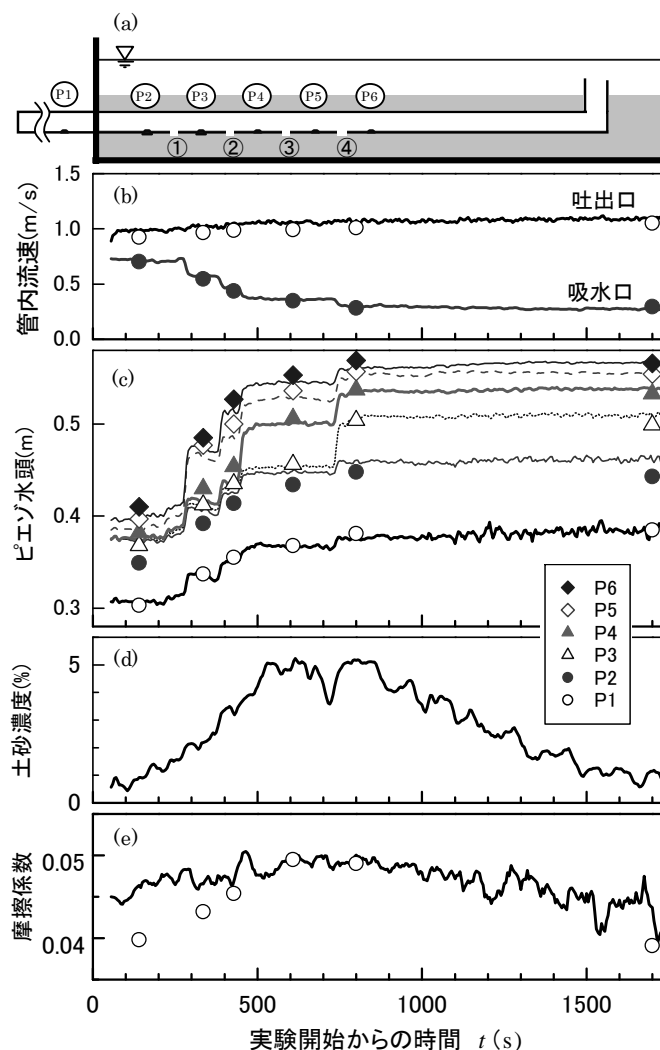 (a)
P1 P2 P3 P4 P5 P6
① ② ③ ④
(b)
管内流速(m/s)
1.5
1.0
0.5
0.0
吐出口
吸水口
(c)
ピエゾ水頭(m)
0.5
0.4
0.3
P6
P5
P4
P3
P2
P1
(d)
土砂濃度(%)
5
0
(e)
摩擦係数
0.05
0.04
0 500 1000 1500
実験開始からの時間 t(s)